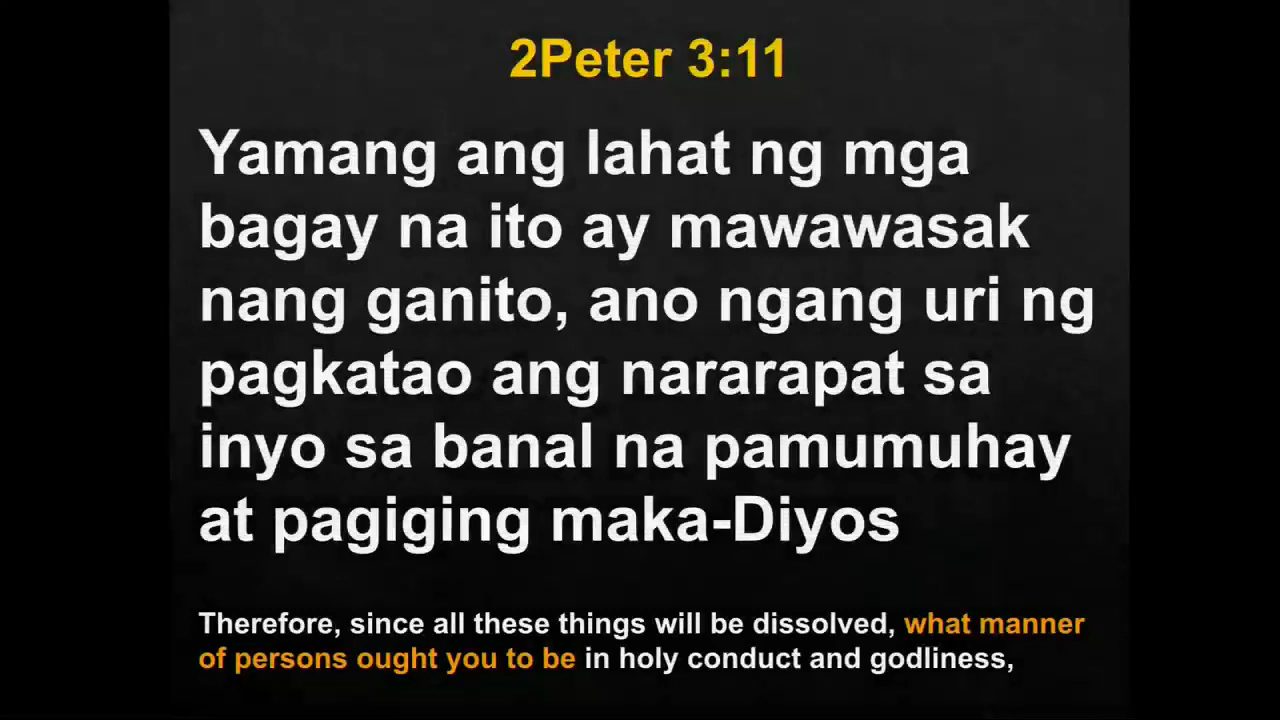 2Peter 3:11
Yamang ang lahat ng mga
bagay na ito ay mawawasak
nang ganito, ano ngang uri ng
pagkatao ang nararapat sa
inyo sa banal na pamumuhay
at pagiging maka-Diyos
Therefore, since all these things will be dissolved, what manner
of persons ought you to be in holy conduct and godliness,